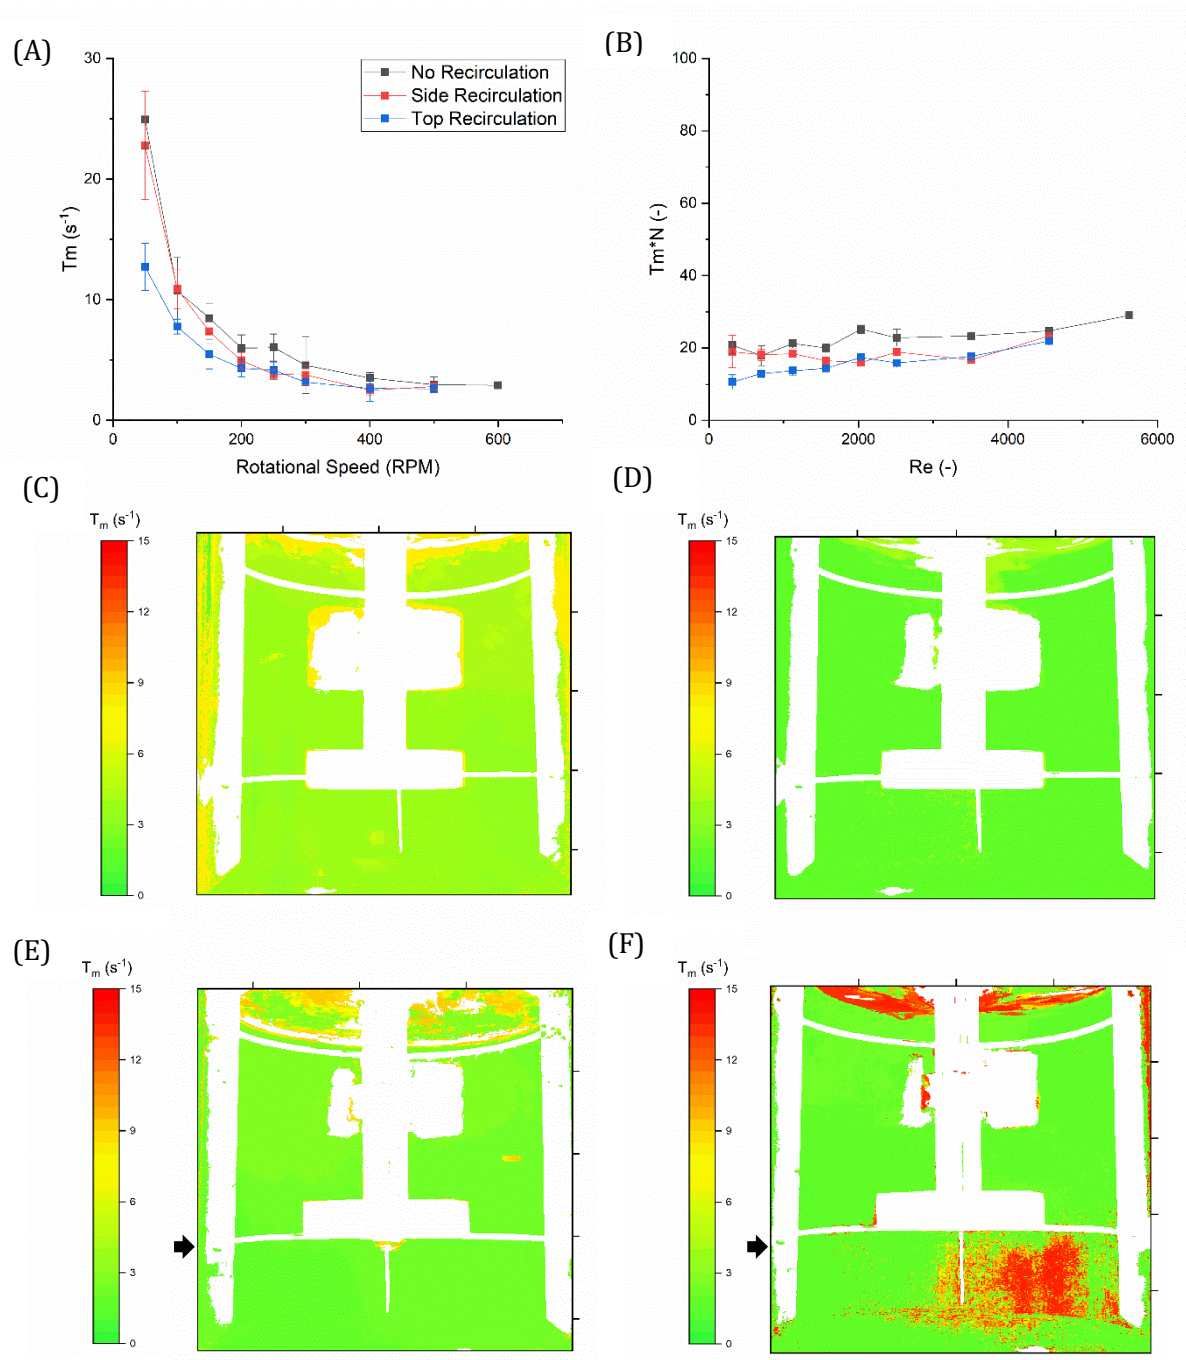 (A)
30
20
10
0
Tm (s⁻¹)
0 200 400 600
Rotational Speed (RPM)
No Recirculation
Side Recirculation
Top Recirculation
(B)
100
80
60
40
20
0
Tm*N (-)
0 2000 4000 6000
Re (-)
(C)
Tm (s⁻¹)
15
12
9
6
3
0
(D)
Tm (s⁻¹)
15
12
9
6
3
0
(E)
Tm (s⁻¹)
15
12
9
6
3
0
(F)
Tm (s⁻¹)
15
12
9
6
3
0